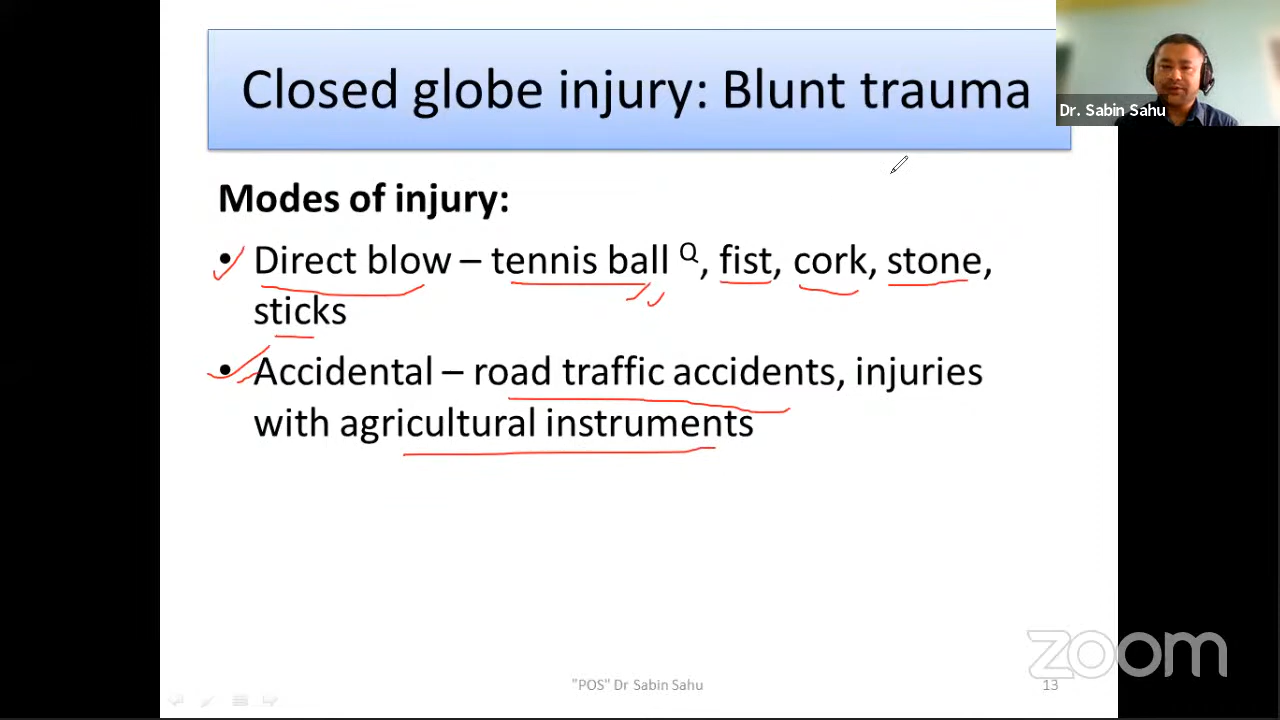 Closed globe injury: Blunt trauma
Dr. Sabin Sahu
Modes of injury:
• Direct blow – tennis ball Q, fist, cork, stone,
sticks
• Accidental – road traffic accidents, injuries
with agricultural instruments
zoom
"POS" Dr Sabin Sahu
13